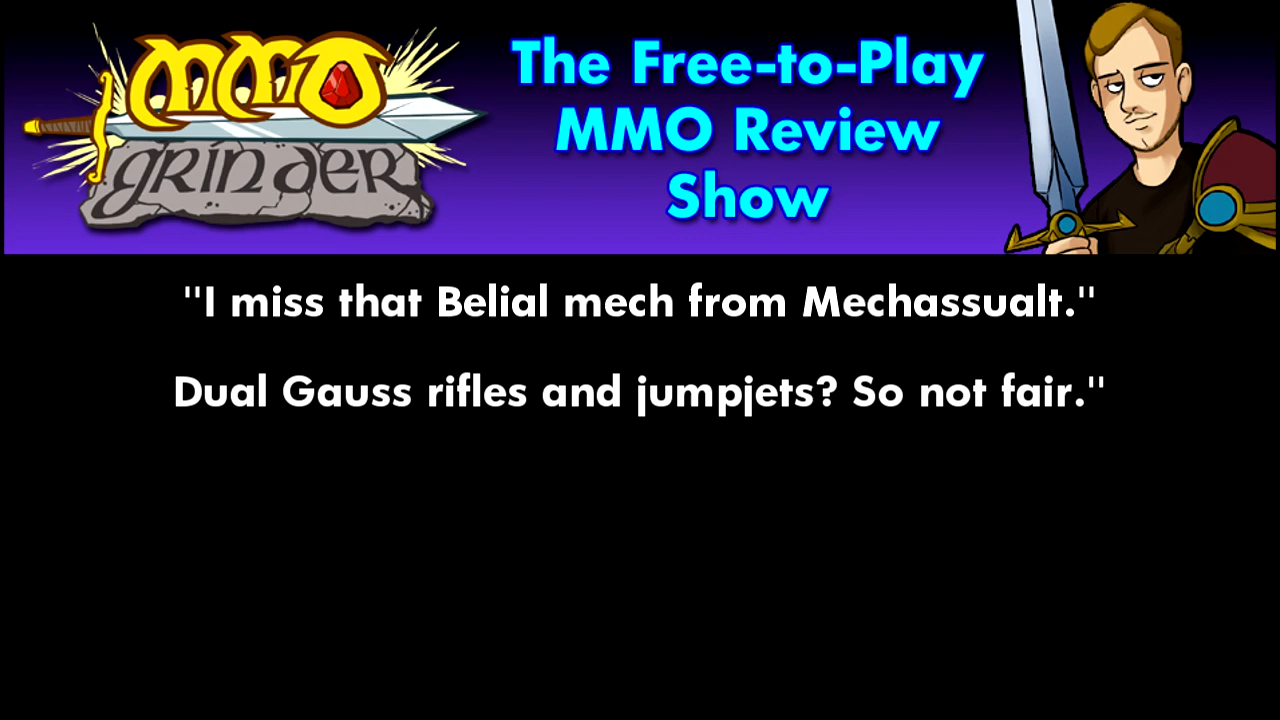 MMO
GRINDER
The Free-to-Play
MMO Review
Show
"I miss that Belial mech from Mechassualt."
Dual Gauss rifles and jumpjets? So not fair."